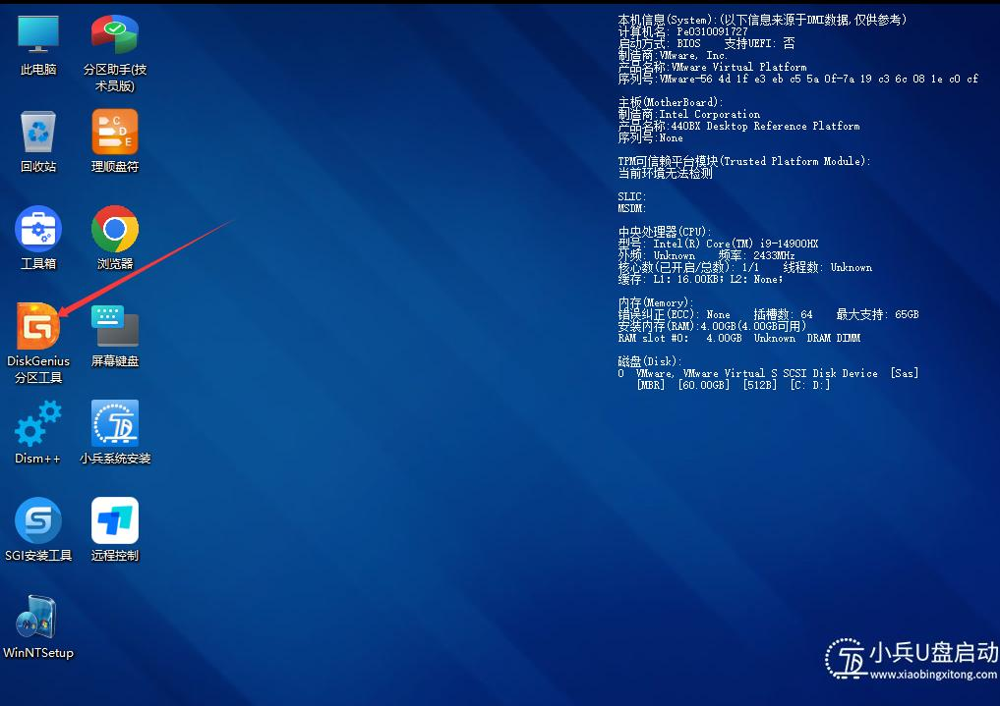 此电脑
分区助手(技
术员版)
回收站
理顺盘符
C
D
E
工具箱
浏览器
DiskGenius
分区工具
屏幕键盘
Dism++
小兵系统安装
SGI安装工具
远程控制
WinNTSetup
本机信息(System):(以下信息来源于DMI数据,仅供参考)
计算机名: Pe0310091727
启动方式: BIOS 支持UEFI: 否
制造商:VMware, Inc.
产品名称:VMware Virtual Platform
序列号:VMware-56 4d 1f e3 eb c5 5a 0f-7a 19 c3 6c 08 1e c0 cf
主板(MotherBoard):
制造商:Intel Corporation
产品名称:440BX Desktop Reference Platform
序列号:None
TPM可信赖平台模块(Trusted Platform Module):
当前环境无法检测
SLIC:
MSDM:
中央处理器(CPU):
型号: Intel(R) Core(TM) i9-14900HX
外频: Unknown 频率: 2433MHz
核心数(已开启/总数): 1/1 线程数: Unknown
缓存: L1: 16.00KB; L2: None;
内存(Memory):
错误纠正(ECC): None 插槽数: 64 最大支持: 65GB
安装内存(RAM):4.00GB(4.00GB可用)
RAM slot #0: 4.00GB Unknown DRAM DIMM
磁盘(Disk):
0 VMware, VMware Virtual S SCSI Disk Device [Sas]
[MBR] [60.00GB] [512B] [C: D:]
小兵U盘启动
www.xiaobingxitong.com